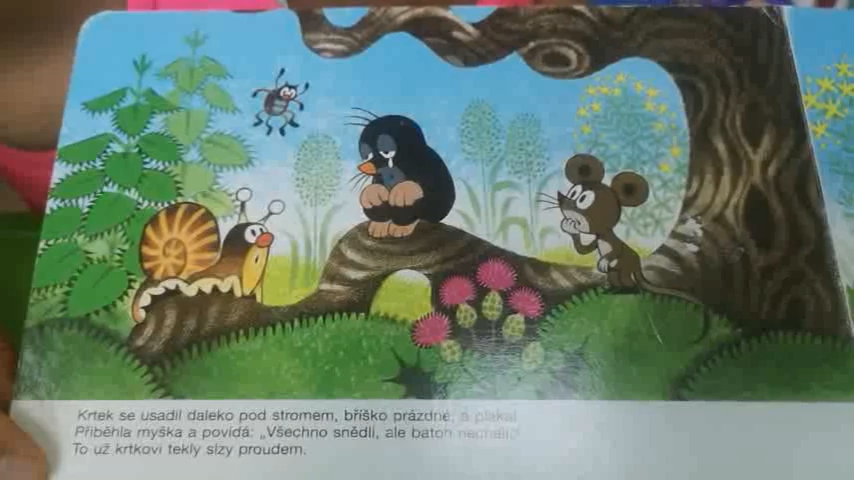 Krtek se usadil daleko pod stromem, bříško prázdné, a plakal
Přiběhla myška a povídá: „Všechno snědli, ale batoh nechali!
To už krtkovi tekly slzy proudem.